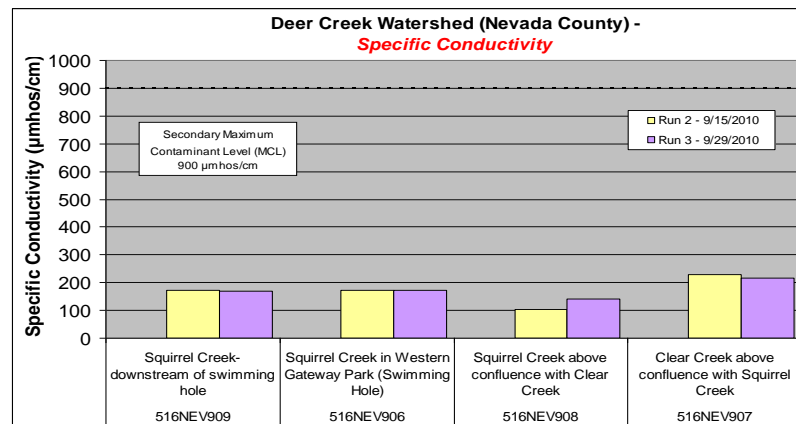 Deer Creek Watershed (Nevada County) -
Specific Conductivity
Specific Conductivity (µmhos/cm)
1000
900
800
700
600
500
400
300
200
100
0
Secondary Maximum
Contaminant Level (MCL)
900 µmhos/cm
Run 2 - 9/15/2010
Run 3 - 9/29/2010
Squirrel Creek-
downstream of swimming
hole
516NEV909
Squirrel Creek in Western
Gateway Park (Swimming
Hole)
516NEV906
Squirrel Creek above
confluence with Clear
Creek
516NEV908
Clear Creek above
confluence with Squirrel
Creek
516NEV907